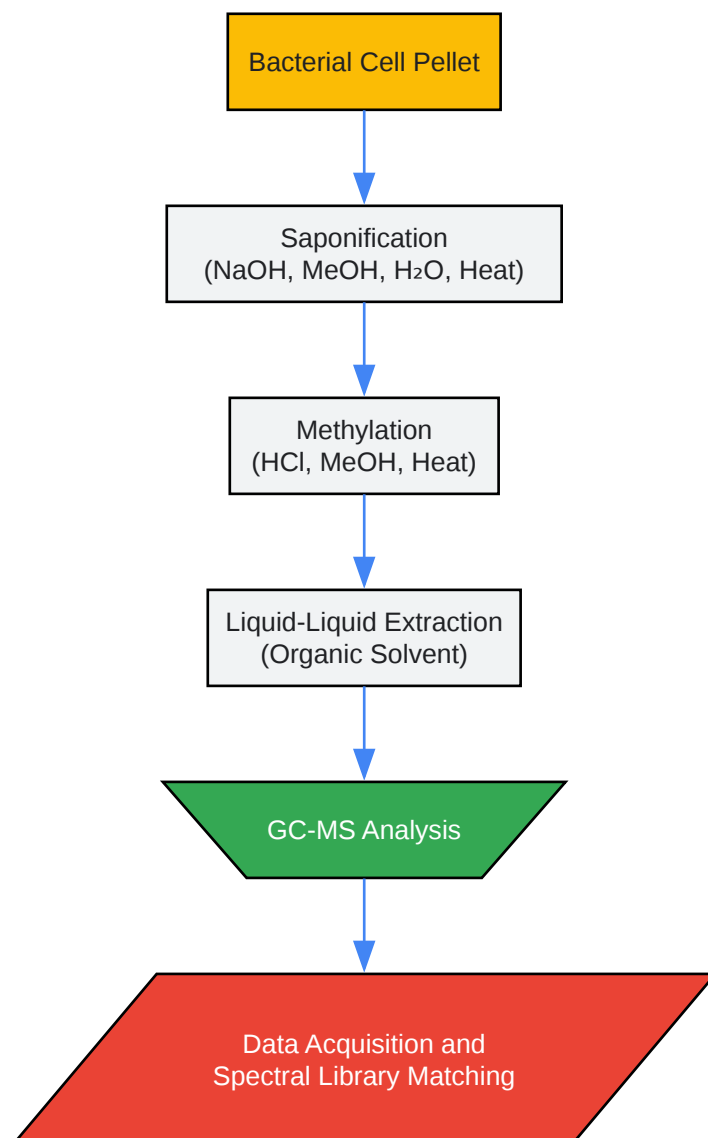 Bacterial Cell Pellet
Saponification
(NaOH, MeOH, H₂O, Heat)
Methylation
(HCl, MeOH, Heat)
Liquid-Liquid Extraction
(Organic Solvent)
GC-MS Analysis
Data Acquisition and
Spectral Library Matching